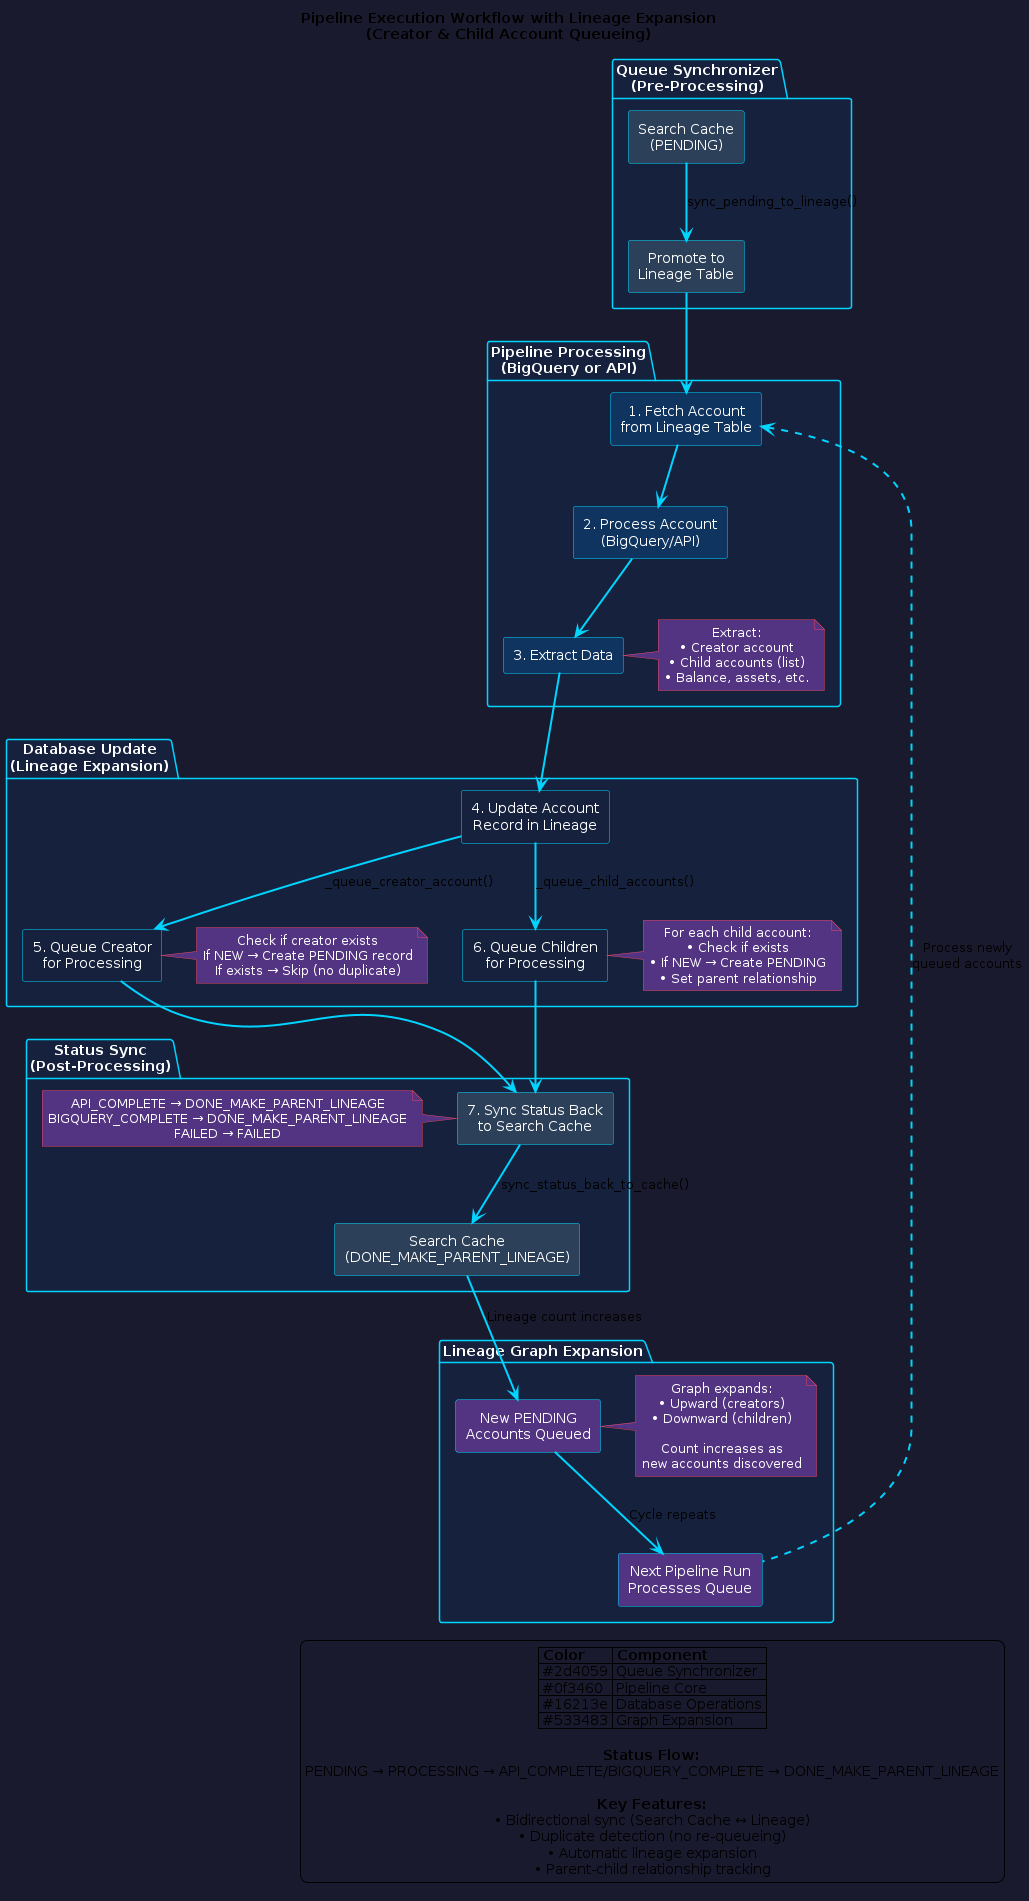 Pipeline Execution Workflow with Lineage Expansion
(Creator & Child Account Queueing)
Queue Synchronizer
(Pre-Processing)
Search Cache
(PENDING)
sync_pending_to_lineage()
Promote to
Lineage Table
Pipeline Processing
(BigQuery or API)
1. Fetch Account
from Lineage Table
2. Process Account
(BigQuery/API)
3. Extract Data
Extract:
• Creator account
• Child accounts (list)
• Balance, assets, etc.
Database Update
(Lineage Expansion)
4. Update Account
Record in Lineage
_queue_creator_account()
_queue_child_accounts()
5. Queue Creator
for Processing
Check if creator exists
If NEW → Create PENDING record
If exists → Skip (no duplicate)
6. Queue Children
for Processing
For each child account:
• Check if exists
• If NEW → Create PENDING
• Set parent relationship
Process newly
queued accounts
Status Sync
(Post-Processing)
API_COMPLETE → DONE_MAKE_PARENT_LINEAGE
BIGQUERY_COMPLETE → DONE_MAKE_PARENT_LINEAGE
FAILED → FAILED
7. Sync Status Back
to Search Cache
sync_status_back_to_cache()
Search Cache
(DONE_MAKE_PARENT_LINEAGE)
Lineage count increases
Lineage Graph Expansion
New PENDING
Accounts Queued
Graph expands:
• Upward (creators)
• Downward (children)
Count increases as
new accounts discovered
Cycle repeats
Next Pipeline Run
Processes Queue
Color Component
#2d4059 Queue Synchronizer
#0f3460 Pipeline Core
#16213e Database Operations
#533483 Graph Expansion
Status Flow:
PENDING → PROCESSING → API_COMPLETE/BIGQUERY_COMPLETE → DONE_MAKE_PARENT_LINEAGE
Key Features:
• Bidirectional sync (Search Cache ↔ Lineage)
• Duplicate detection (no re-queueing)
• Automatic lineage expansion
• Parent-child relationship tracking